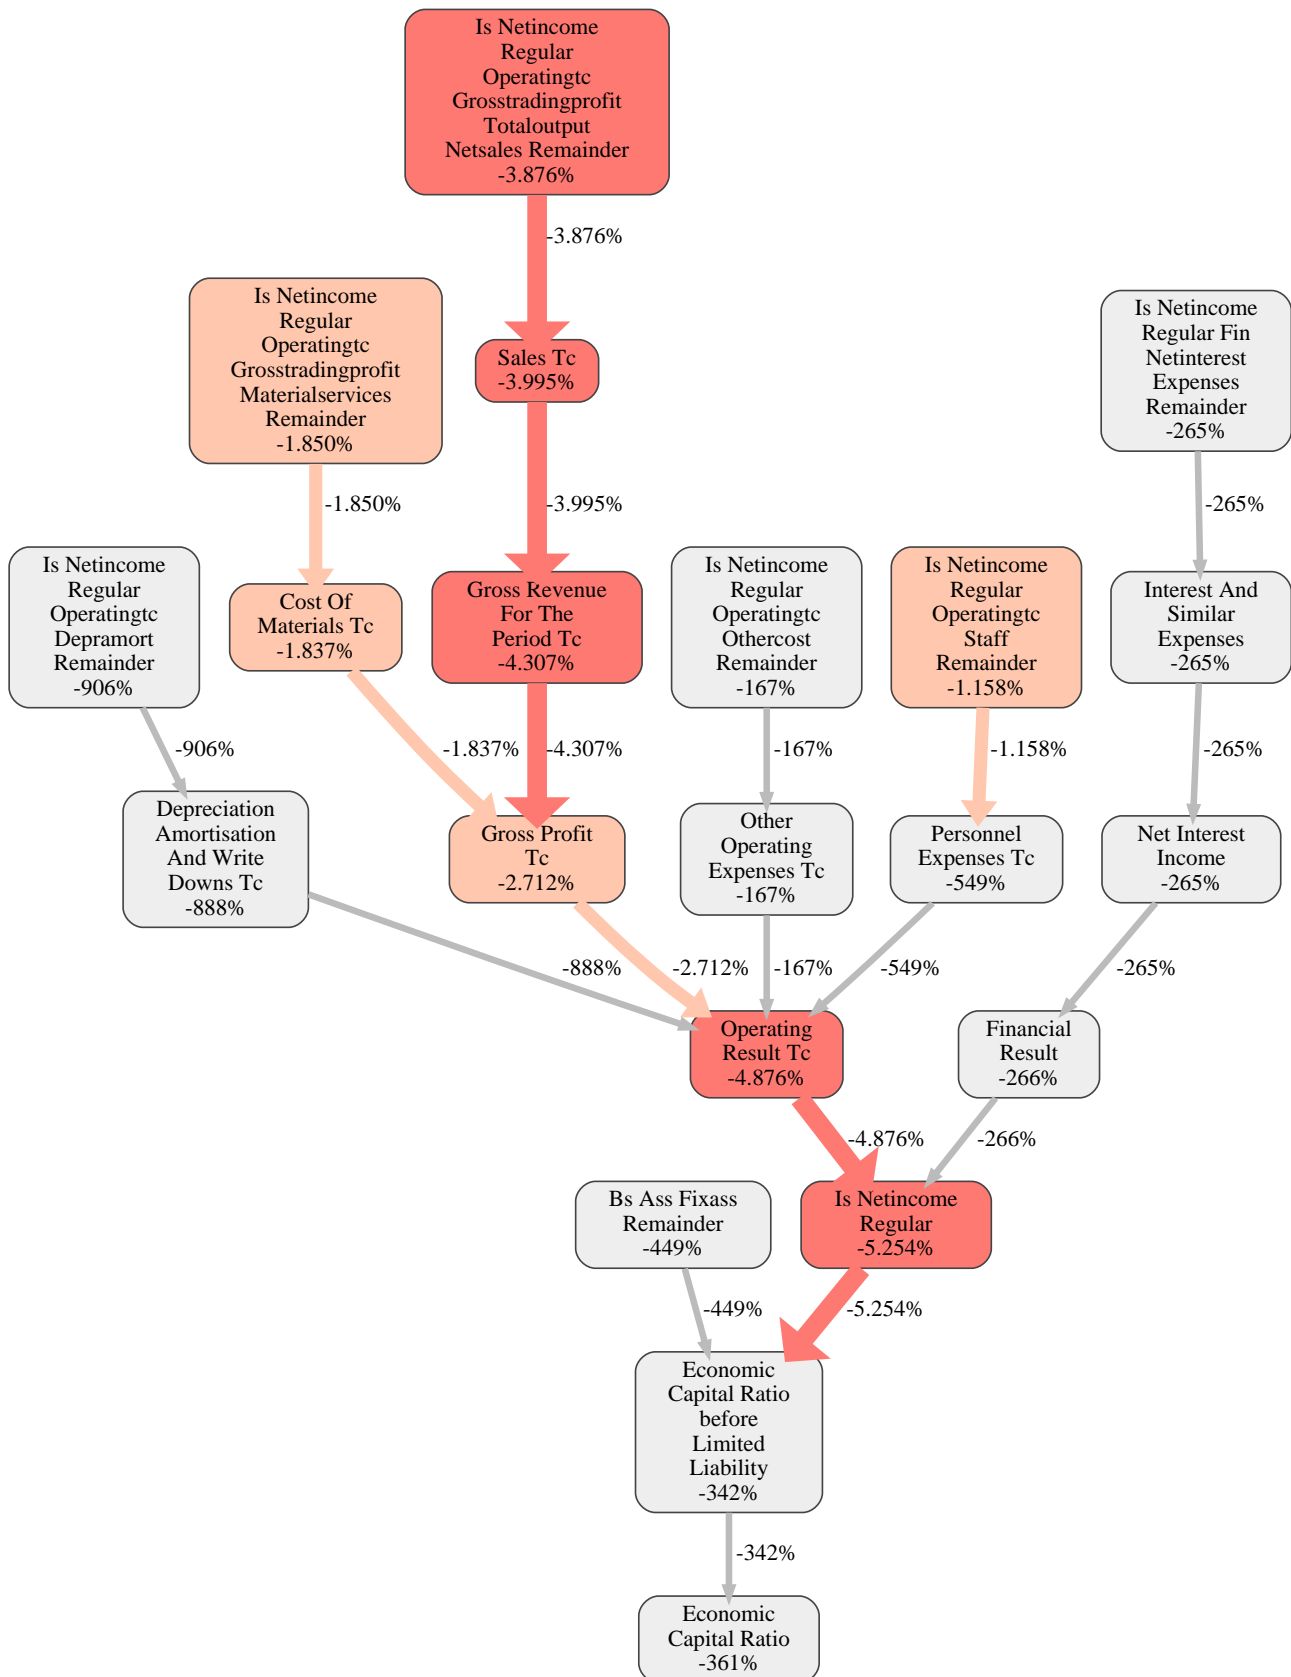 Is Netincome
Regular
Operatingtc
Grosstradingprofit
Totaloutput
Netsales Remainder
-3.876%
-3.876%
Is Netincome
Regular
Operatingtc
Grosstradingprofit
Materialservices
Remainder
-1.850%
Sales Tc
-3.995%
Is Netincome
Regular Fin
Netinterest
Expenses
Remainder
-265%
-1.850%
-3.995%
-265%
Is Netincome
Regular
Operatingtc
Depramort
Remainder
-906%
Cost Of
Materials Tc
-1.837%
Gross Revenue
For The
Period Tc
-4.307%
Is Netincome
Regular
Operatingtc
Othercost
Remainder
-167%
Is Netincome
Regular
Operatingtc
Staff
Remainder
-1.158%
Interest And
Similar
Expenses
-265%
-906%
-1.837%
-4.307%
-167%
-1.158%
-265%
Depreciation
Amortisation
And Write
Downs Tc
-888%
Gross Profit
Tc
-2.712%
Other
Operating
Expenses Tc
-167%
Personnel
Expenses Tc
-549%
Net Interest
Income
-265%
-888%
-2.712%
-167%
-549%
-265%
Operating
Result Tc
-4.876%
Financial
Result
-266%
-4.876%
-266%
Bs Ass Fixass
Remainder
-449%
Is Netincome
Regular
-5.254%
-449%
-5.254%
Economic
Capital Ratio
before
Limited
Liability
-342%
-342%
Economic
Capital Ratio
-361%